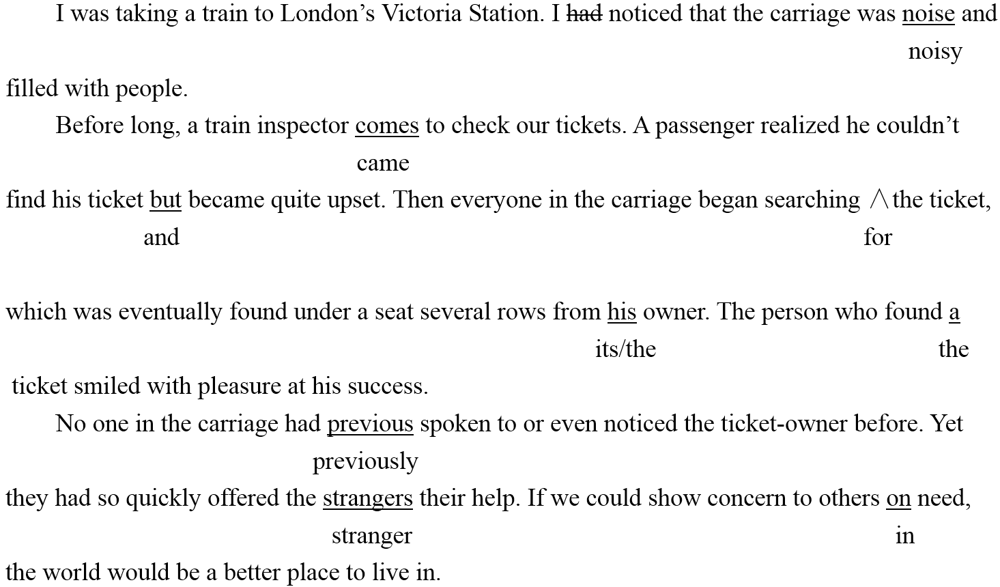 I was taking a train to London’s Victoria Station. I had noticed that the carriage was noise and
noisy
filled with people.
Before long, a train inspector comes to check our tickets. A passenger realized he couldn’t
came
find his ticket but became quite upset. Then everyone in the carriage began searching ∧the ticket,
and for
which was eventually found under a seat several rows from his owner. The person who found a
its/the the
ticket smiled with pleasure at his success.
No one in the carriage had previous spoken to or even noticed the ticket-owner before. Yet
previously
they had so quickly offered the strangers their help. If we could show concern to others on need,
stranger in
the world would be a better place to live in.